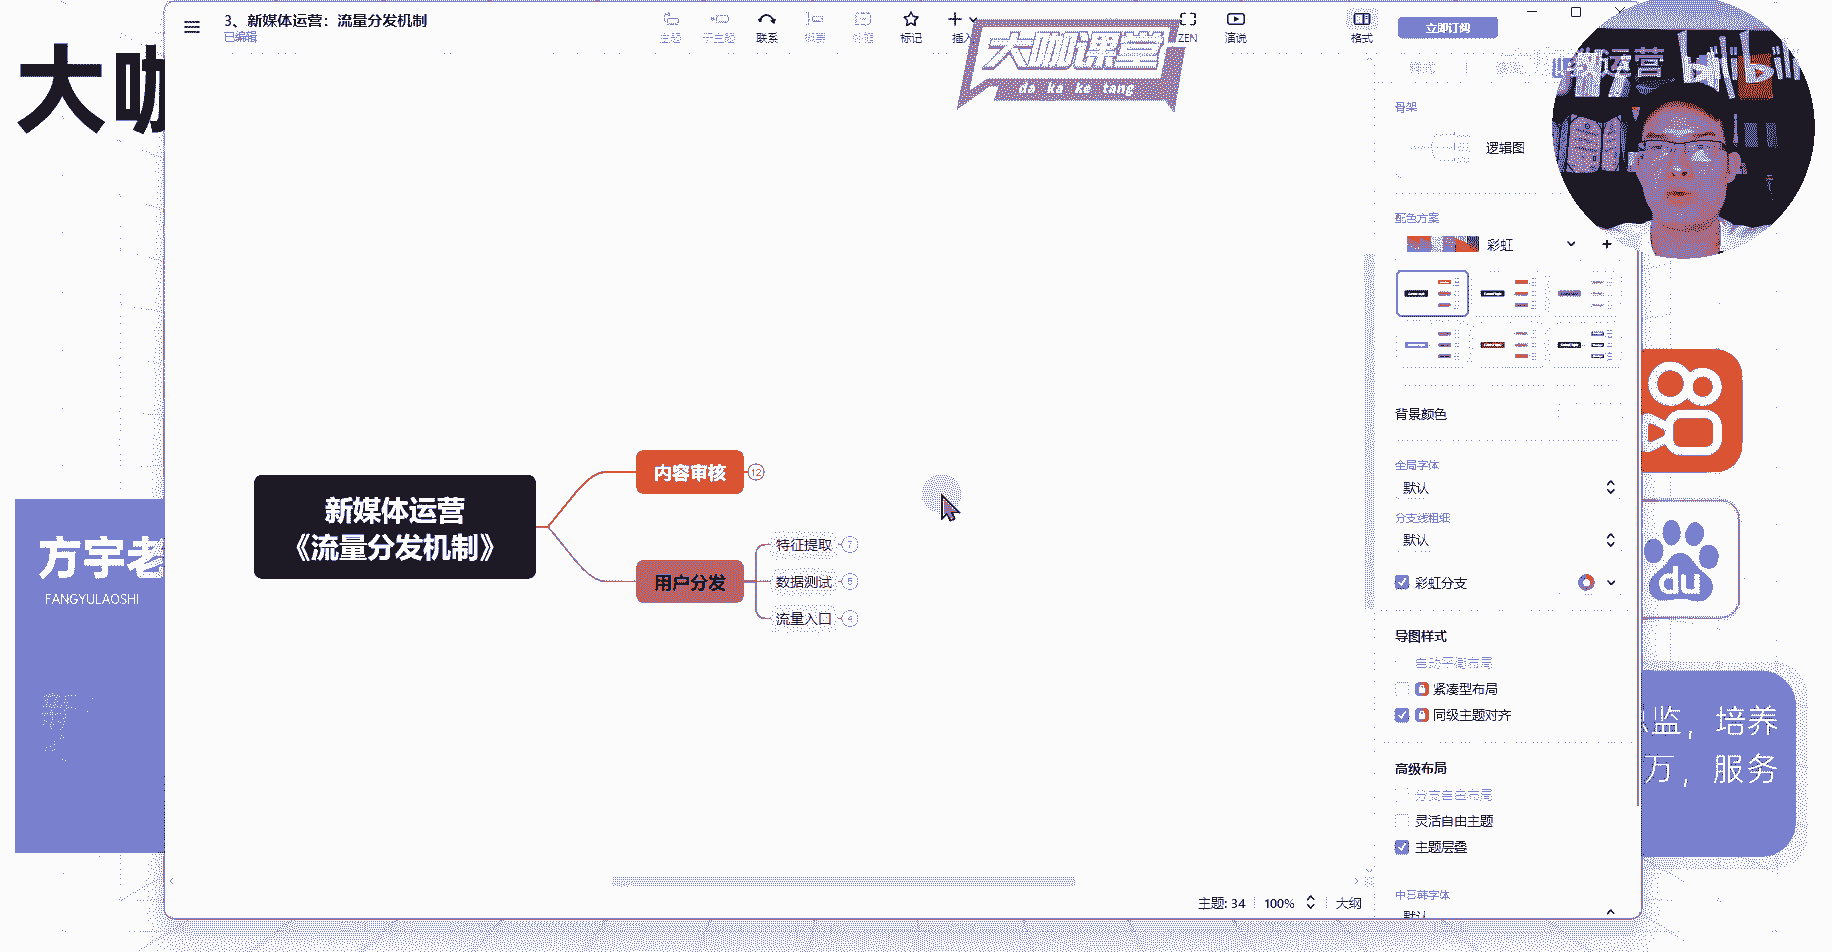 3、新媒体运营：流量分发机制
已编辑
主题
子主题
联系
概要
外框
标记
插入
ZEN
演说
格式
立即订阅
大咖
大咖课堂
da ka ke tang
运营
骨架
逻辑图
配色方案
彩虹
背景颜色
全局字体
默认
分支线粗细
默认
彩虹分支
导图样式
自动平衡布局
紧凑型布局
同级主题对齐
高级布局
分支自由布局
灵活自由主题
主题层叠
中日韩字体
默认
新媒体运营
《流量分发机制》
内容审核
12
用户分发
特征提取
7
数据测试
5
流量入口
4
方宇老
FANGYULAOSHI
du
总监，培养
万，服务
主题: 34
100%
大纲